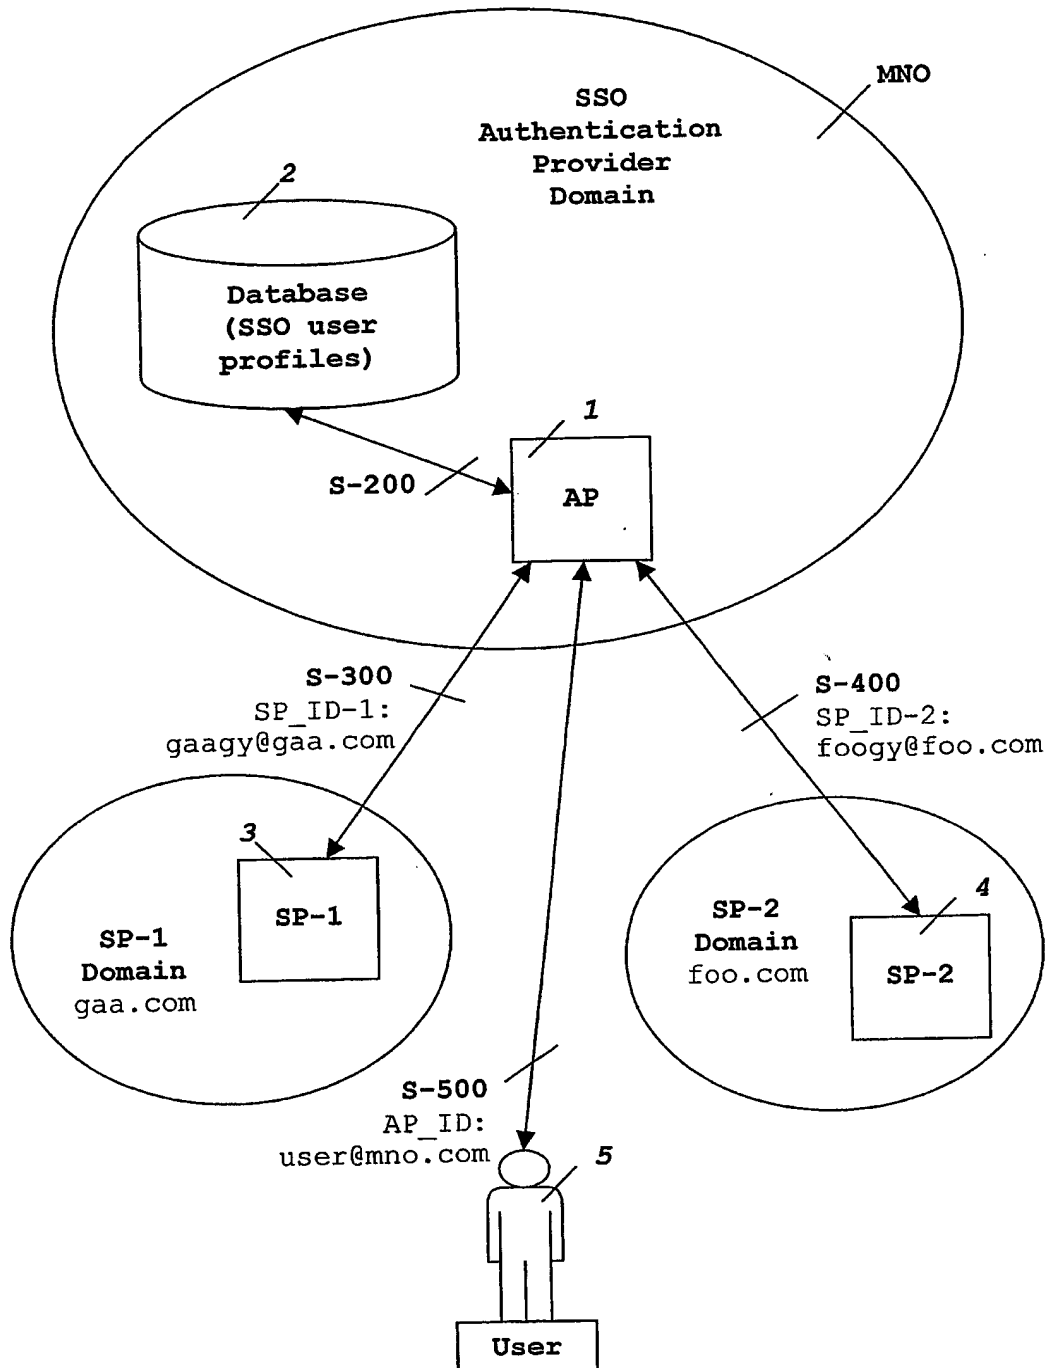 MNO
SSO
Authentication
Provider
Domain
2
Database
(SSO user
profiles)
1
S-200
AP
S-300
SP_ID-1:
gaagy@gaa.com
S-400
SP_ID-2:
foogy@foo.com
3
SP-1
SP-1
Domain
gaa.com
4
SP-2
Domain
foo.com
SP-2
S-500
AP_ID:
user@mno.com
5
User